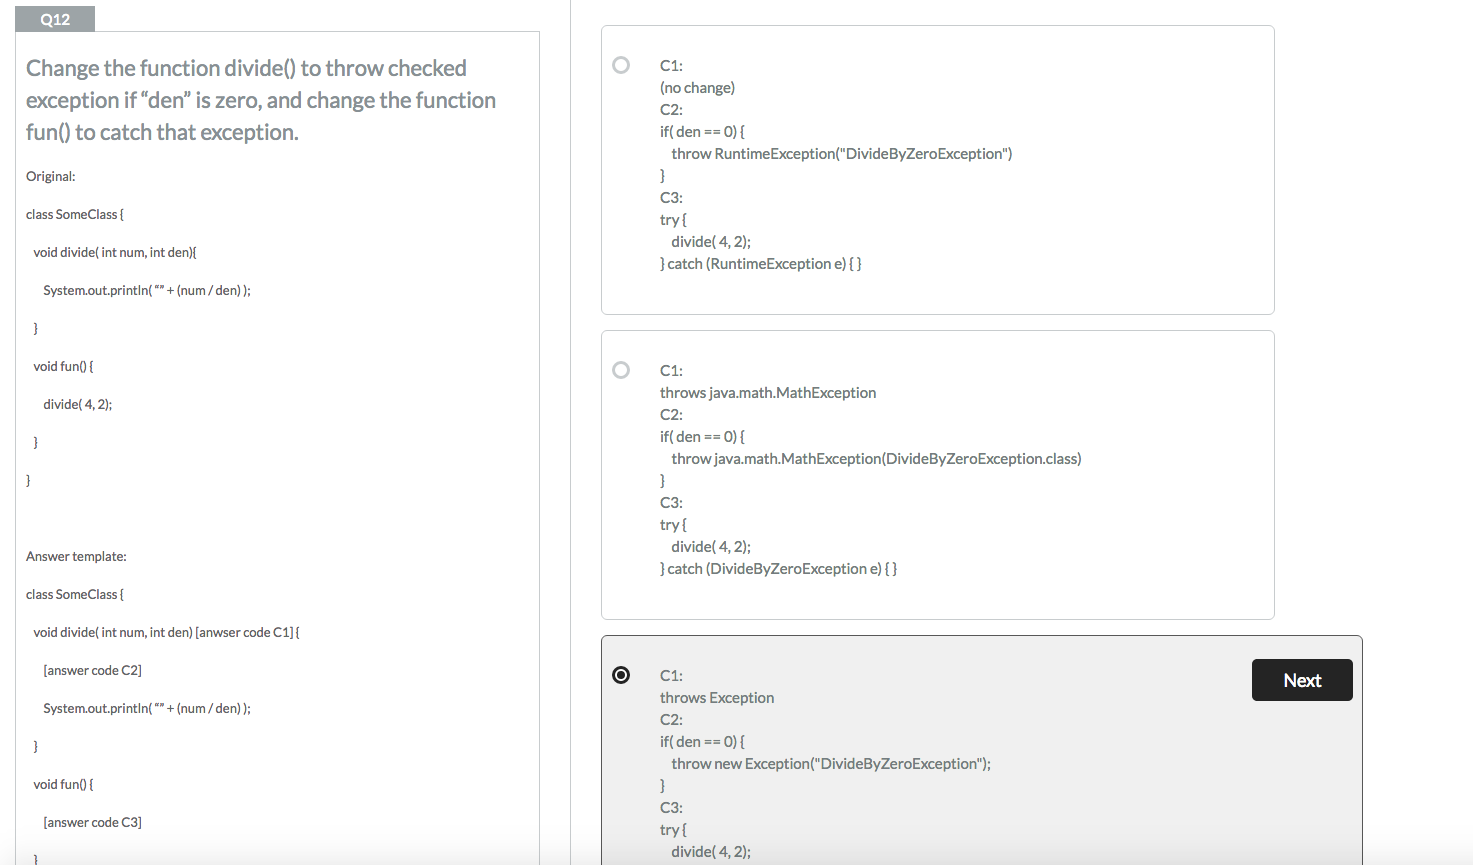 Q12
Change the function divide() to throw checked
exception if “den” is zero, and change the function
fun() to catch that exception.
Original:
class SomeClass {
void divide( int num, int den){
System.out.println( “” + (num / den) );
}
void fun() {
divide( 4, 2);
}
}
Answer template:
class SomeClass {
void divide( int num, int den) [anwser code C1] {
[answer code C2]
System.out.println( “” + (num / den) );
}
void fun() {
[answer code C3]
}
C1:
(no change)
C2:
if( den == 0) {
throw RuntimeException("DivideByZeroException")
}
C3:
try {
divide( 4, 2);
} catch (RuntimeException e) { }
C1:
throws java.math.MathException
C2:
if( den == 0) {
throw java.math.MathException(DivideByZeroException.class)
}
C3:
try {
divide( 4, 2);
} catch (DivideByZeroException e) { }
C1:
throws Exception
C2:
if( den == 0) {
throw new Exception("DivideByZeroException");
}
C3:
try {
divide( 4, 2);
Next